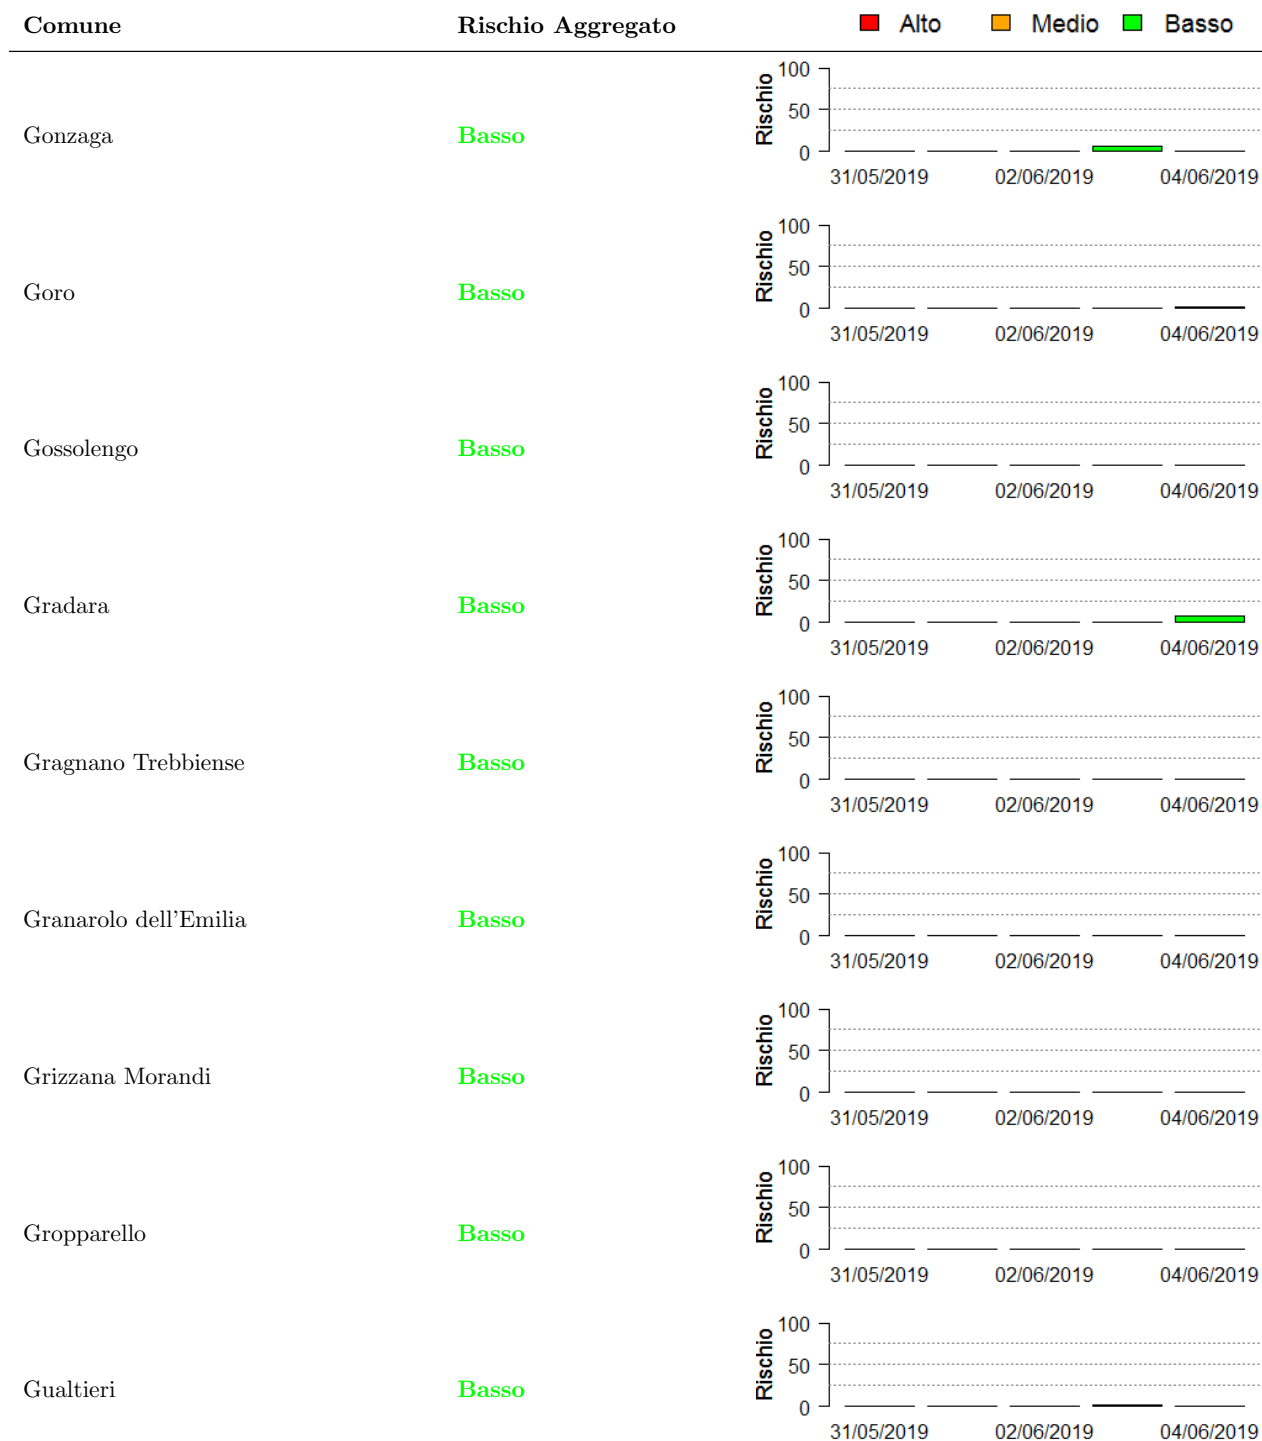 Comune Rischio Aggregato Alto Medio Basso
Gonzaga Basso Rischio 100 50 0 31/05/2019 02/06/2019 04/06/2019
Goro Basso Rischio 100 50 0 31/05/2019 02/06/2019 04/06/2019
Gossolengo Basso Rischio 100 50 0 31/05/2019 02/06/2019 04/06/2019
Gradara Basso Rischio 100 50 0 31/05/2019 02/06/2019 04/06/2019
Gragnano Trebbiense Basso Rischio 100 50 0 31/05/2019 02/06/2019 04/06/2019
Granarolo dell'Emilia Basso Rischio 100 50 0 31/05/2019 02/06/2019 04/06/2019
Grizzana Morandi Basso Rischio 100 50 0 31/05/2019 02/06/2019 04/06/2019
Gropparello Basso Rischio 100 50 0 31/05/2019 02/06/2019 04/06/2019
Gualtieri Basso Rischio 100 50 0 31/05/2019 02/06/2019 04/06/2019